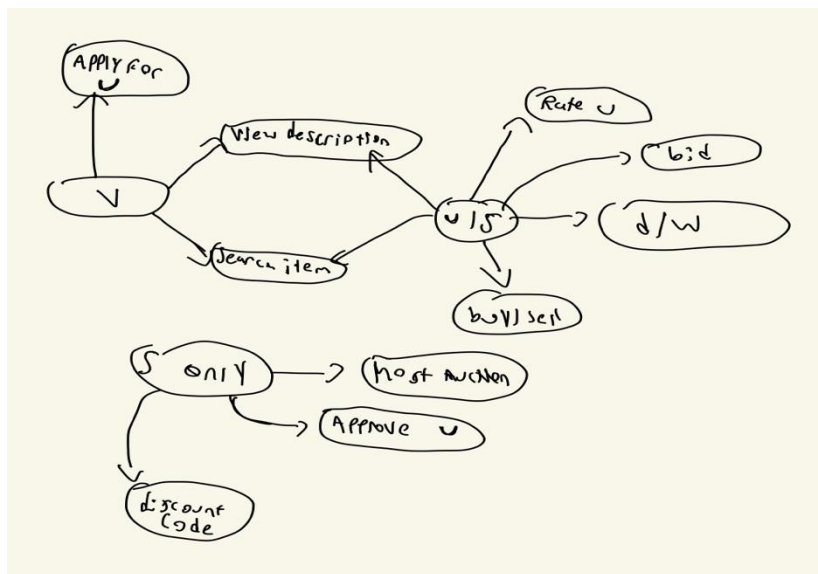 APPLY For
U
View description
Rate U
bid
V
U/S
d/W
Search item
buy/sell
S only
host Auction
Approve U
discount
Code